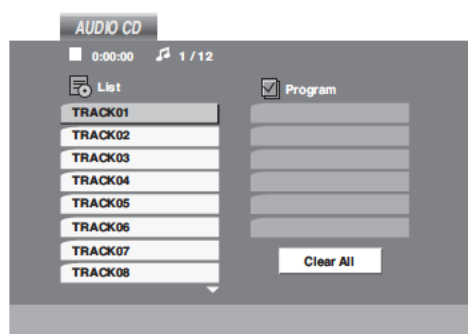 AUDIO CD
0:00:00 1 / 12
List
Program
TRACK01
TRACK02
TRACK03
TRACK04
TRACK05
TRACK06
TRACK07
TRACK08
Clear All